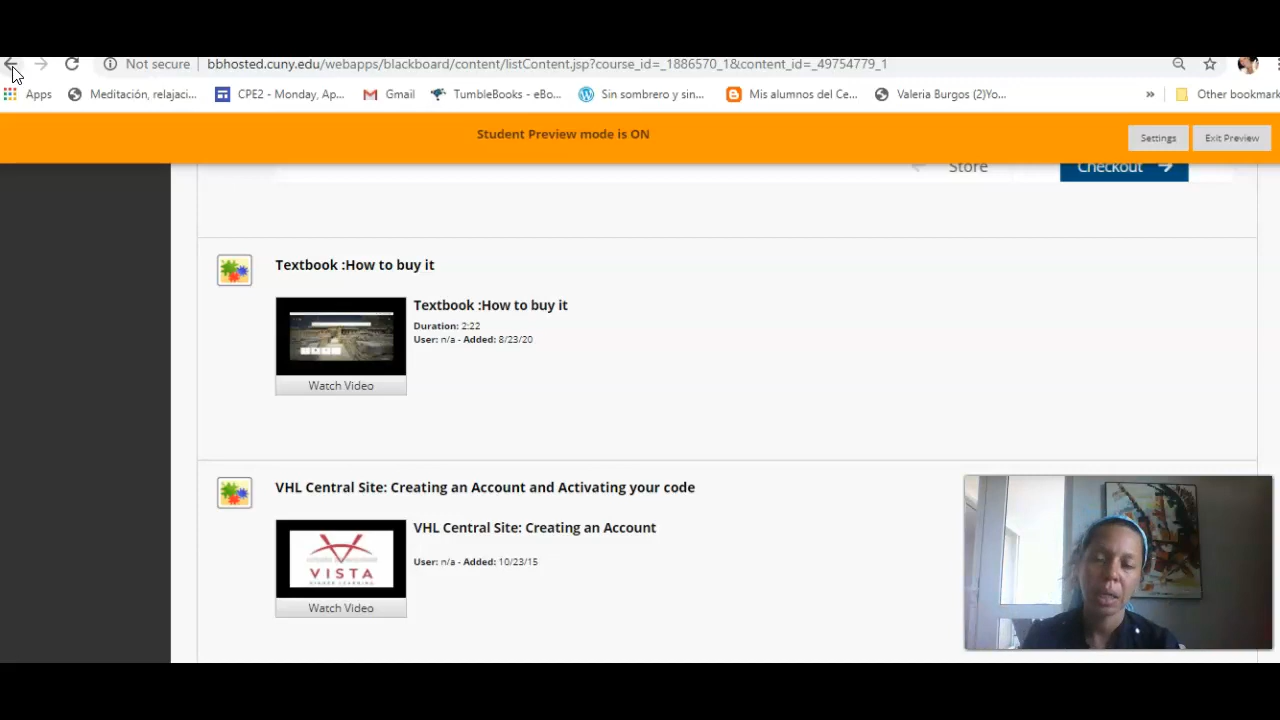 Not secure bbhosted.cuny.edu/webapps/blackboard/content/listContent.jsp?course_id=_1886570_1&content_id=_49754779_1
Apps Meditación, relajaci... CPE2 - Monday, Ap... Gmail TumbleBooks - eBo... Sin sombrero y sin... Mis alumnos del Ce... Valeria Burgos (2)Yo... » Other bookmark
Student Preview mode is ON
Settings Exit Preview
Store Checkout
Textbook :How to buy it
Textbook :How to buy it
Duration: 2:22
User: n/a - Added: 8/23/20
Watch Video
VHL Central Site: Creating an Account and Activating your code
VHL Central Site: Creating an Account
User: n/a - Added: 10/23/15
VISTA
HIGHER LEARNING
Watch Video